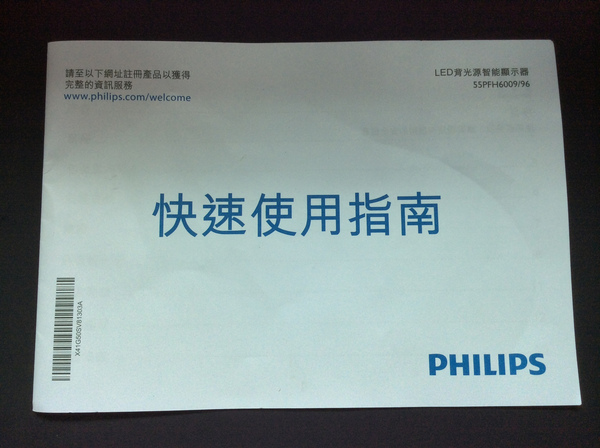 請至以下網址註冊產品以獲得
完整的資訊服務
www.philips.com/welcome
LED背光源智能顯示器
55PFH6009/96
快速使用指南
X41G50SV81303A
PHILIPS